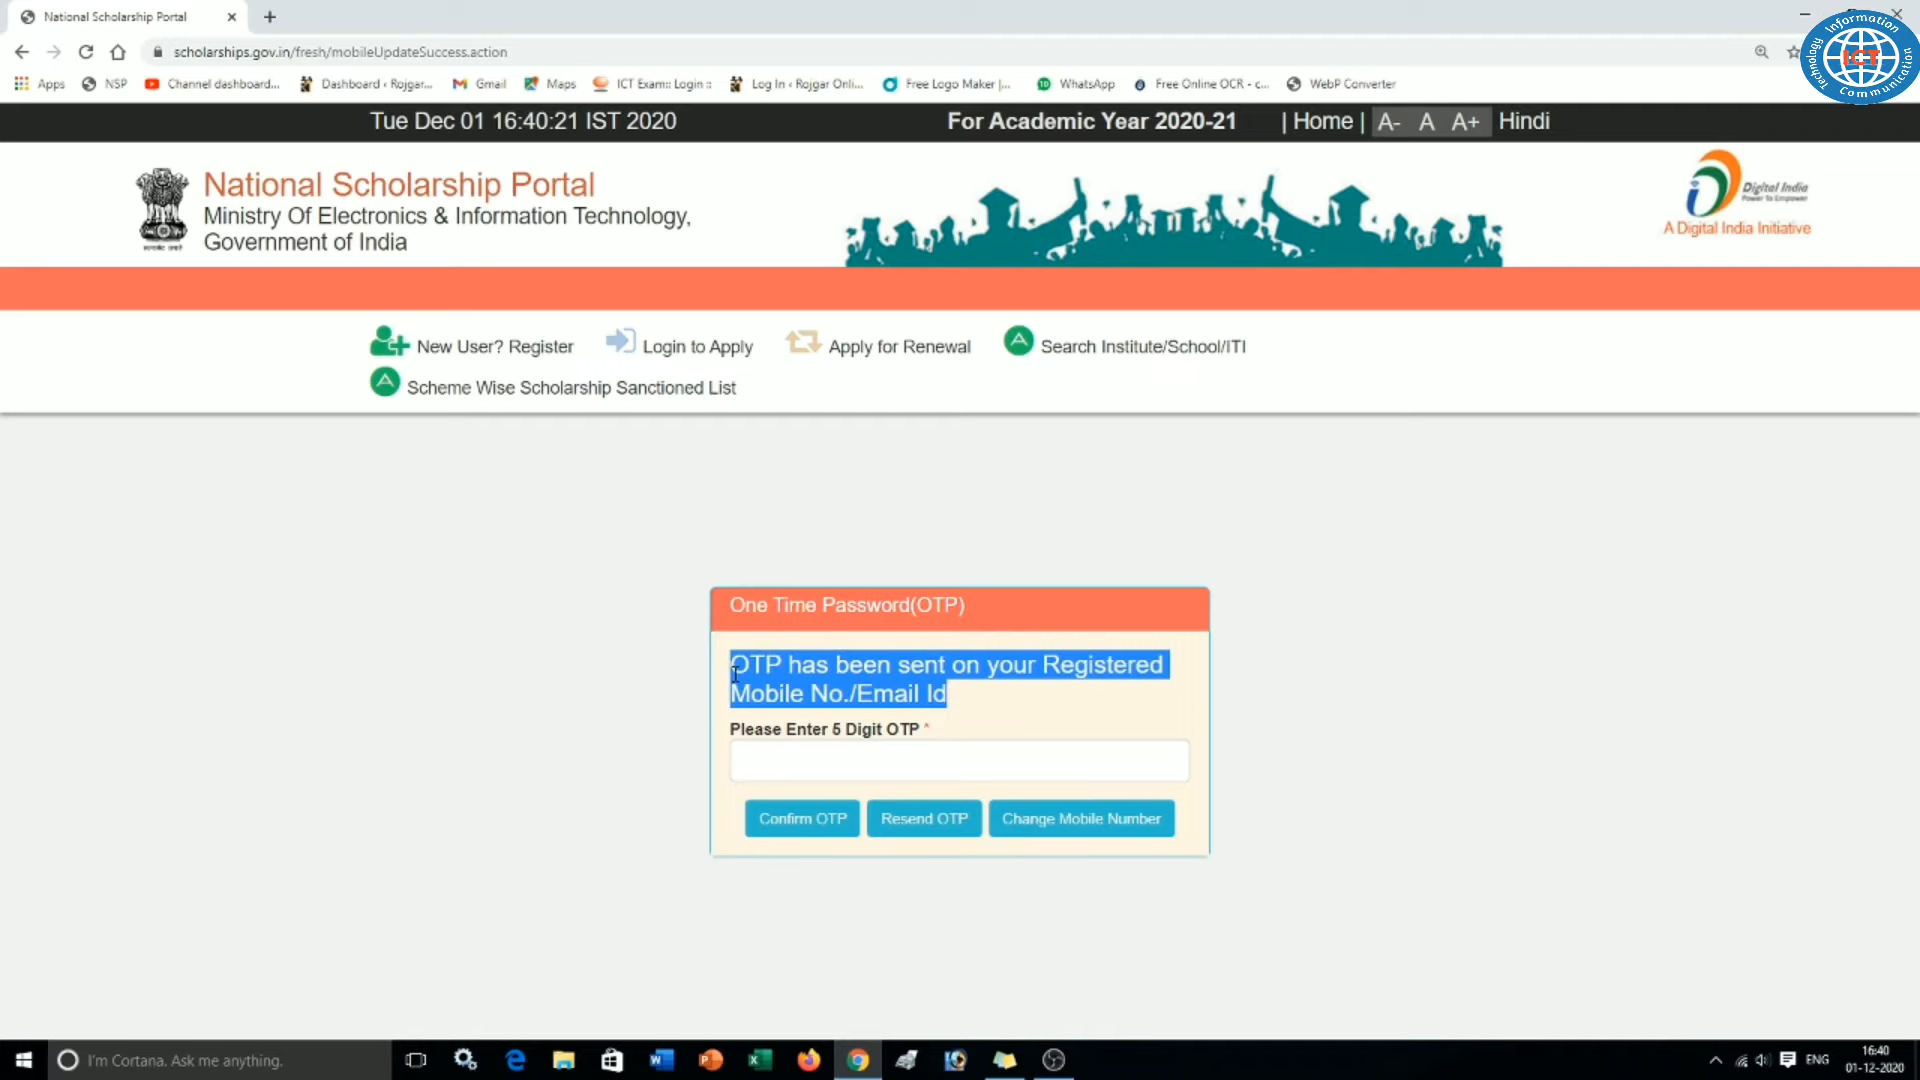 National Scholarship Portal
scholarships.gov.in/fresh/mobileUpdateSuccess.action
Apps NSP Channel dashboard... Dashboard ‹ Rojgar... Gmail Maps ICT Exam:: Login :: Log In ‹ Rojgar Onli... Free Logo Maker |... WhatsApp Free Online OCR - c... WebP Converter
Information
Communication
Technology
ICT
Tue Dec 01 16:40:21 IST 2020 For Academic Year 2020-21 | Home | A- A A+ Hindi
National Scholarship Portal
Ministry Of Electronics & Information Technology,
Government of India
Digital India
Power To Empower
A Digital India Initiative
New User? Register Login to Apply Apply for Renewal Search Institute/School/ITI
Scheme Wise Scholarship Sanctioned List
One Time Password(OTP)
OTP has been sent on your Registered
Mobile No./Email Id
Please Enter 5 Digit OTP *
Confirm OTP Resend OTP Change Mobile Number
I'm Cortana. Ask me anything.
ENG
16:40
01-12-2020